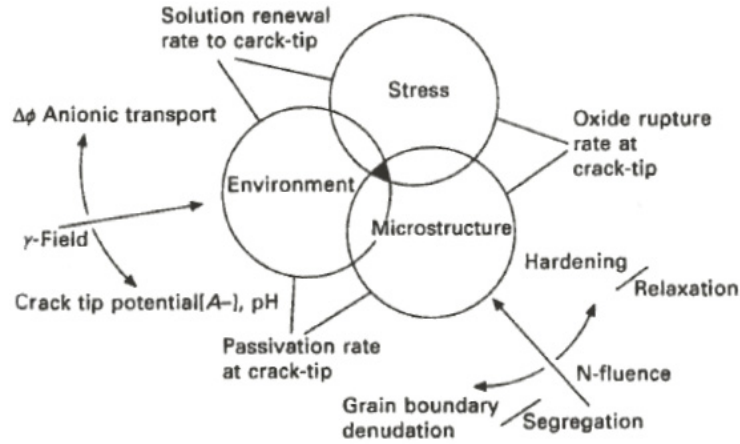 Solution renewal
rate to carck-tip
Stress
Δϕ Anionic transport
Oxide rupture
rate at
crack-tip
Environment
Microstructure
γ-Field
Hardening
Relaxation
Crack tip potential[A–], pH
Passivation rate
at crack-tip
N-fluence
Grain boundary
denudation
Segregation